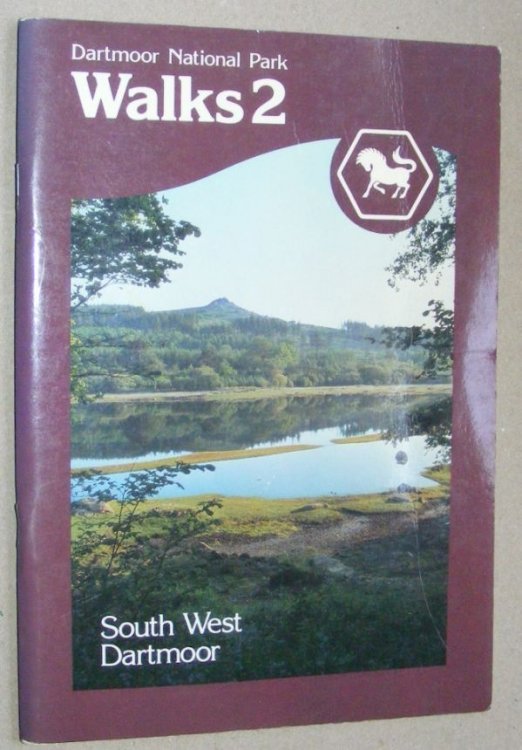 Dartmoor National Park
Walks 2
South West
Dartmoor